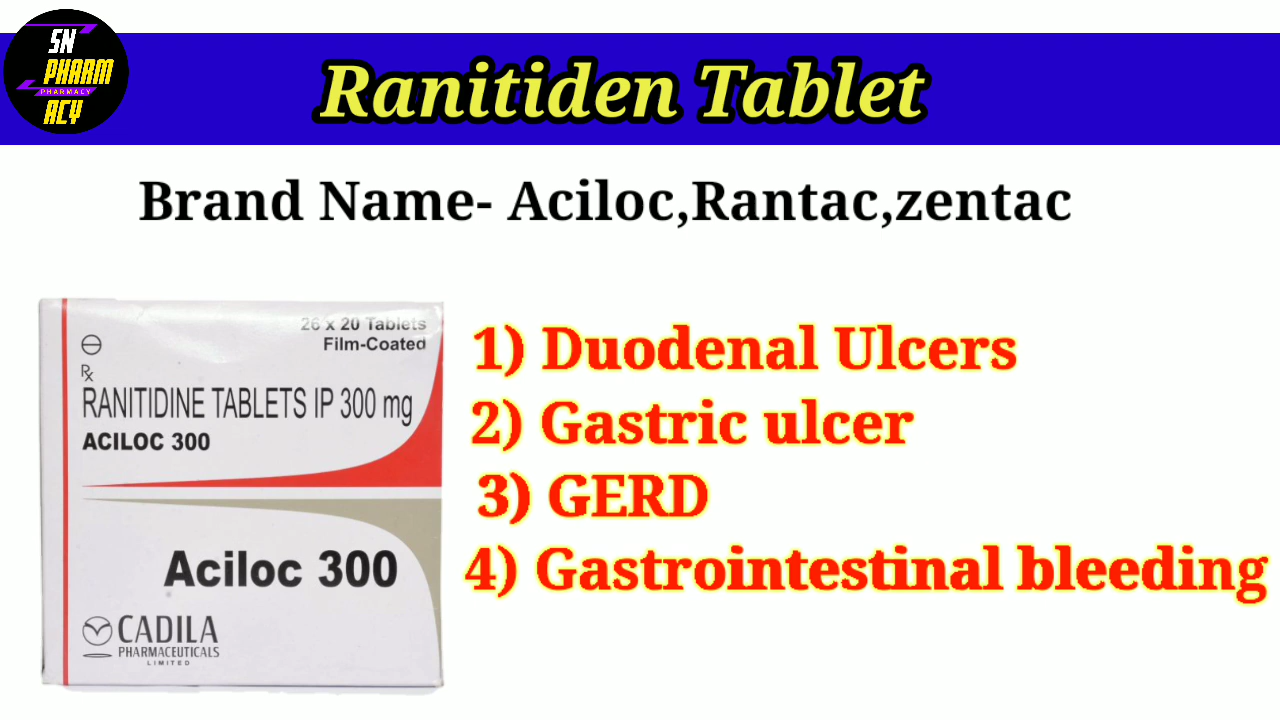 SN
PHARM
PHARMACY
ACY
Ranitiden Tablet
Brand Name- Aciloc,Rantac,zentac
26 x 20 Tablets
Film-Coated
Rx
RANITIDINE TABLETS IP 300 mg
ACILOC 300
Aciloc 300
CADILA
PHARMACEUTICALS
LIMITED
1) Duodenal Ulcers
2) Gastric ulcer
3) GERD
4) Gastrointestinal bleeding